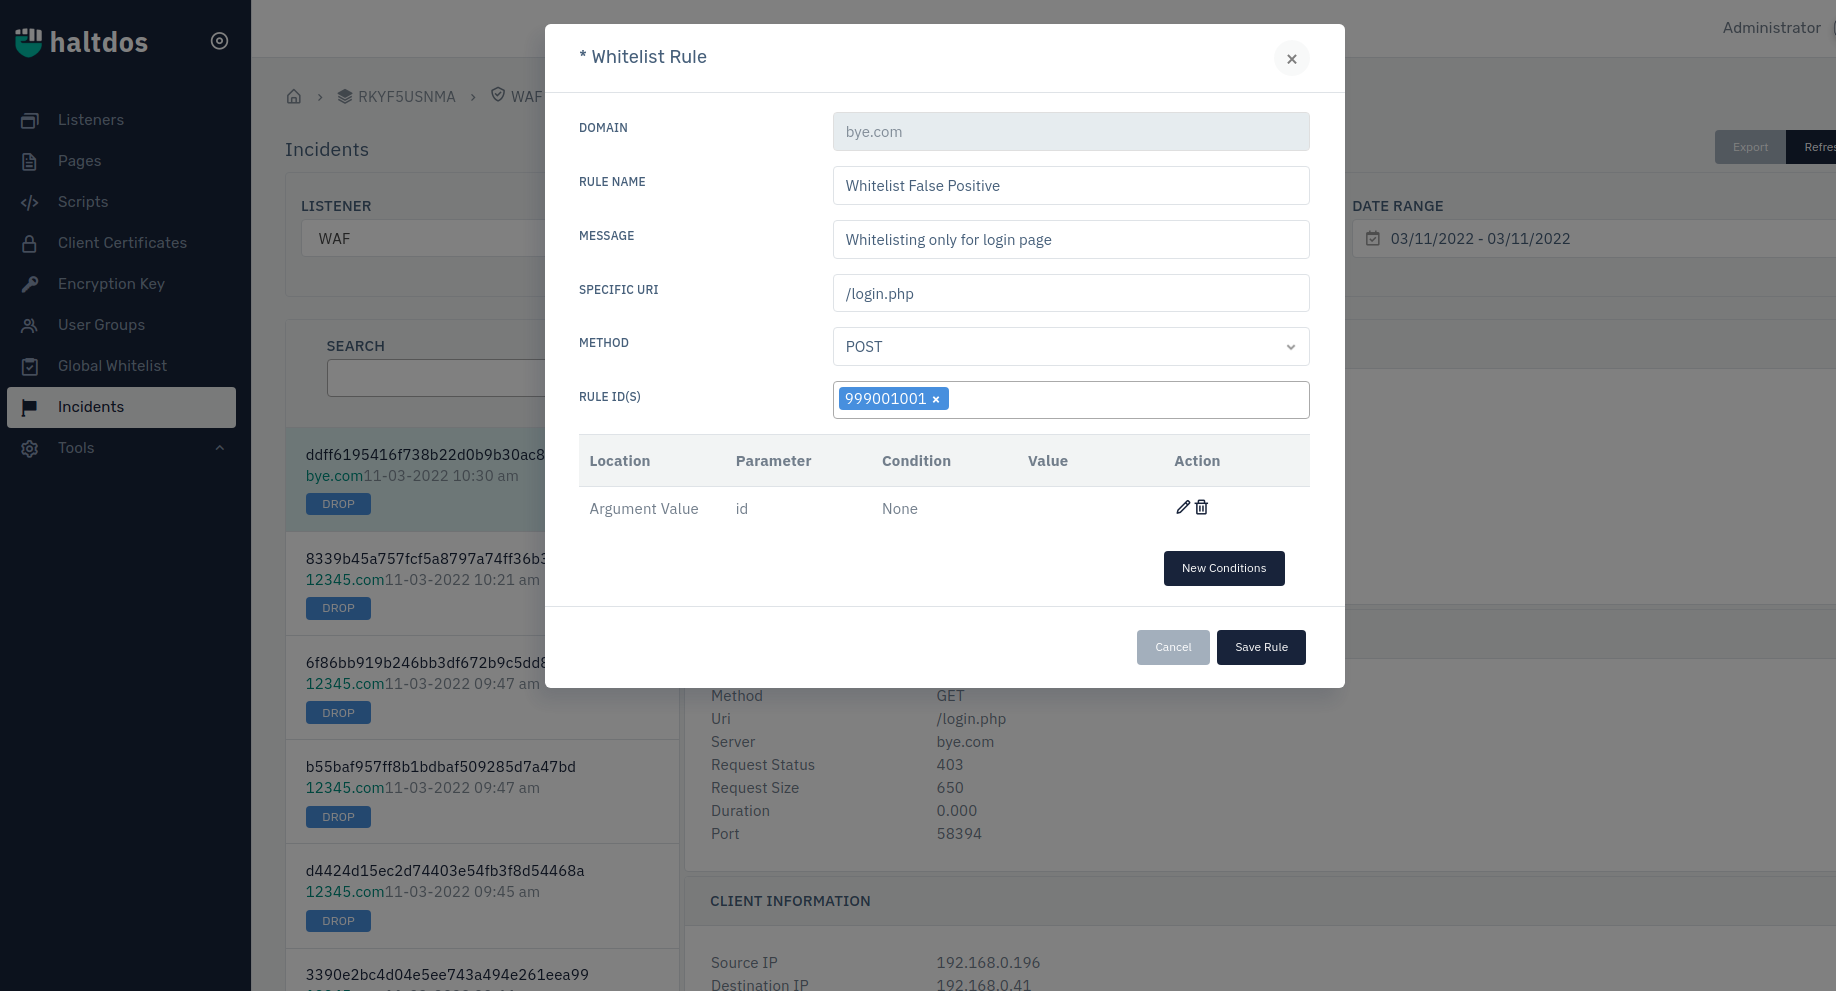 haltdos
Listeners
Pages
Scripts
Client Certificates
Encryption Key
User Groups
Global Whitelist
Incidents
Tools
Administrator
RKYF5USNMA
WAF
Incidents
Export
LISTENER
WAF
DATE RANGE
03/11/2022 - 03/11/2022
SEARCH
ddff6195416f738b22d0b9b30ac8
bye.com11-03-2022 10:30 am
DROP
8339b45a757fcf5a8797a74ff36b3
12345.com11-03-2022 10:21 am
DROP
6f86bb919b246bb3df672b9c5dd8
12345.com11-03-2022 09:47 am
DROP
b55baf957ff8b1bdbaf509285d7a47bd
12345.com11-03-2022 09:47 am
DROP
d4424d15ec2d74403e54fb3f8d54468a
12345.com11-03-2022 09:45 am
DROP
3390e2bc4d04e5ee743a494e261eea99
* Whitelist Rule
×
DOMAIN
bye.com
RULE NAME
Whitelist False Positive
MESSAGE
Whitelisting only for login page
SPECIFIC URI
/login.php
METHOD
POST
RULE ID(S)
999001001 ×
Location Parameter Condition Value Action
Argument Value id None
New Conditions
Cancel Save Rule
Method GET
Uri /login.php
Server bye.com
Request Status 403
Request Size 650
Duration 0.000
Port 58394
CLIENT INFORMATION
Source IP 192.168.0.196
Destination IP 192.168.0.41